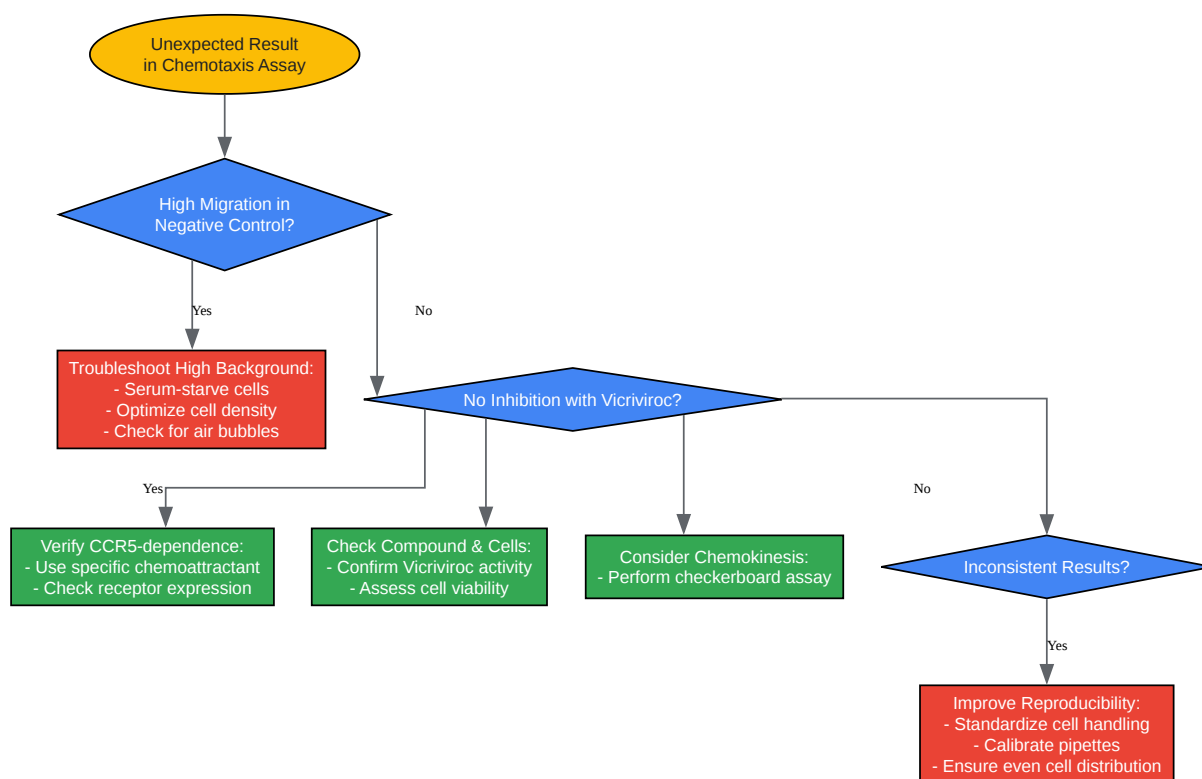 Unexpected Result
in Chemotaxis Assay
High Migration in
Negative Control?
Yes
No
Troubleshoot High Background:
- Serum-starve cells
- Optimize cell density
- Check for air bubbles
No Inhibition with Vicriviroc?
Yes
No
Verify CCR5-dependence:
- Use specific chemoattractant
- Check receptor expression
Check Compound & Cells:
- Confirm Vicriviroc activity
- Assess cell viability
Consider Chemokinesis:
- Perform checkerboard assay
Inconsistent Results?
Yes
Improve Reproducibility:
- Standardize cell handling
- Calibrate pipettes
- Ensure even cell distribution